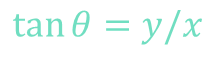 tan θ = y/x